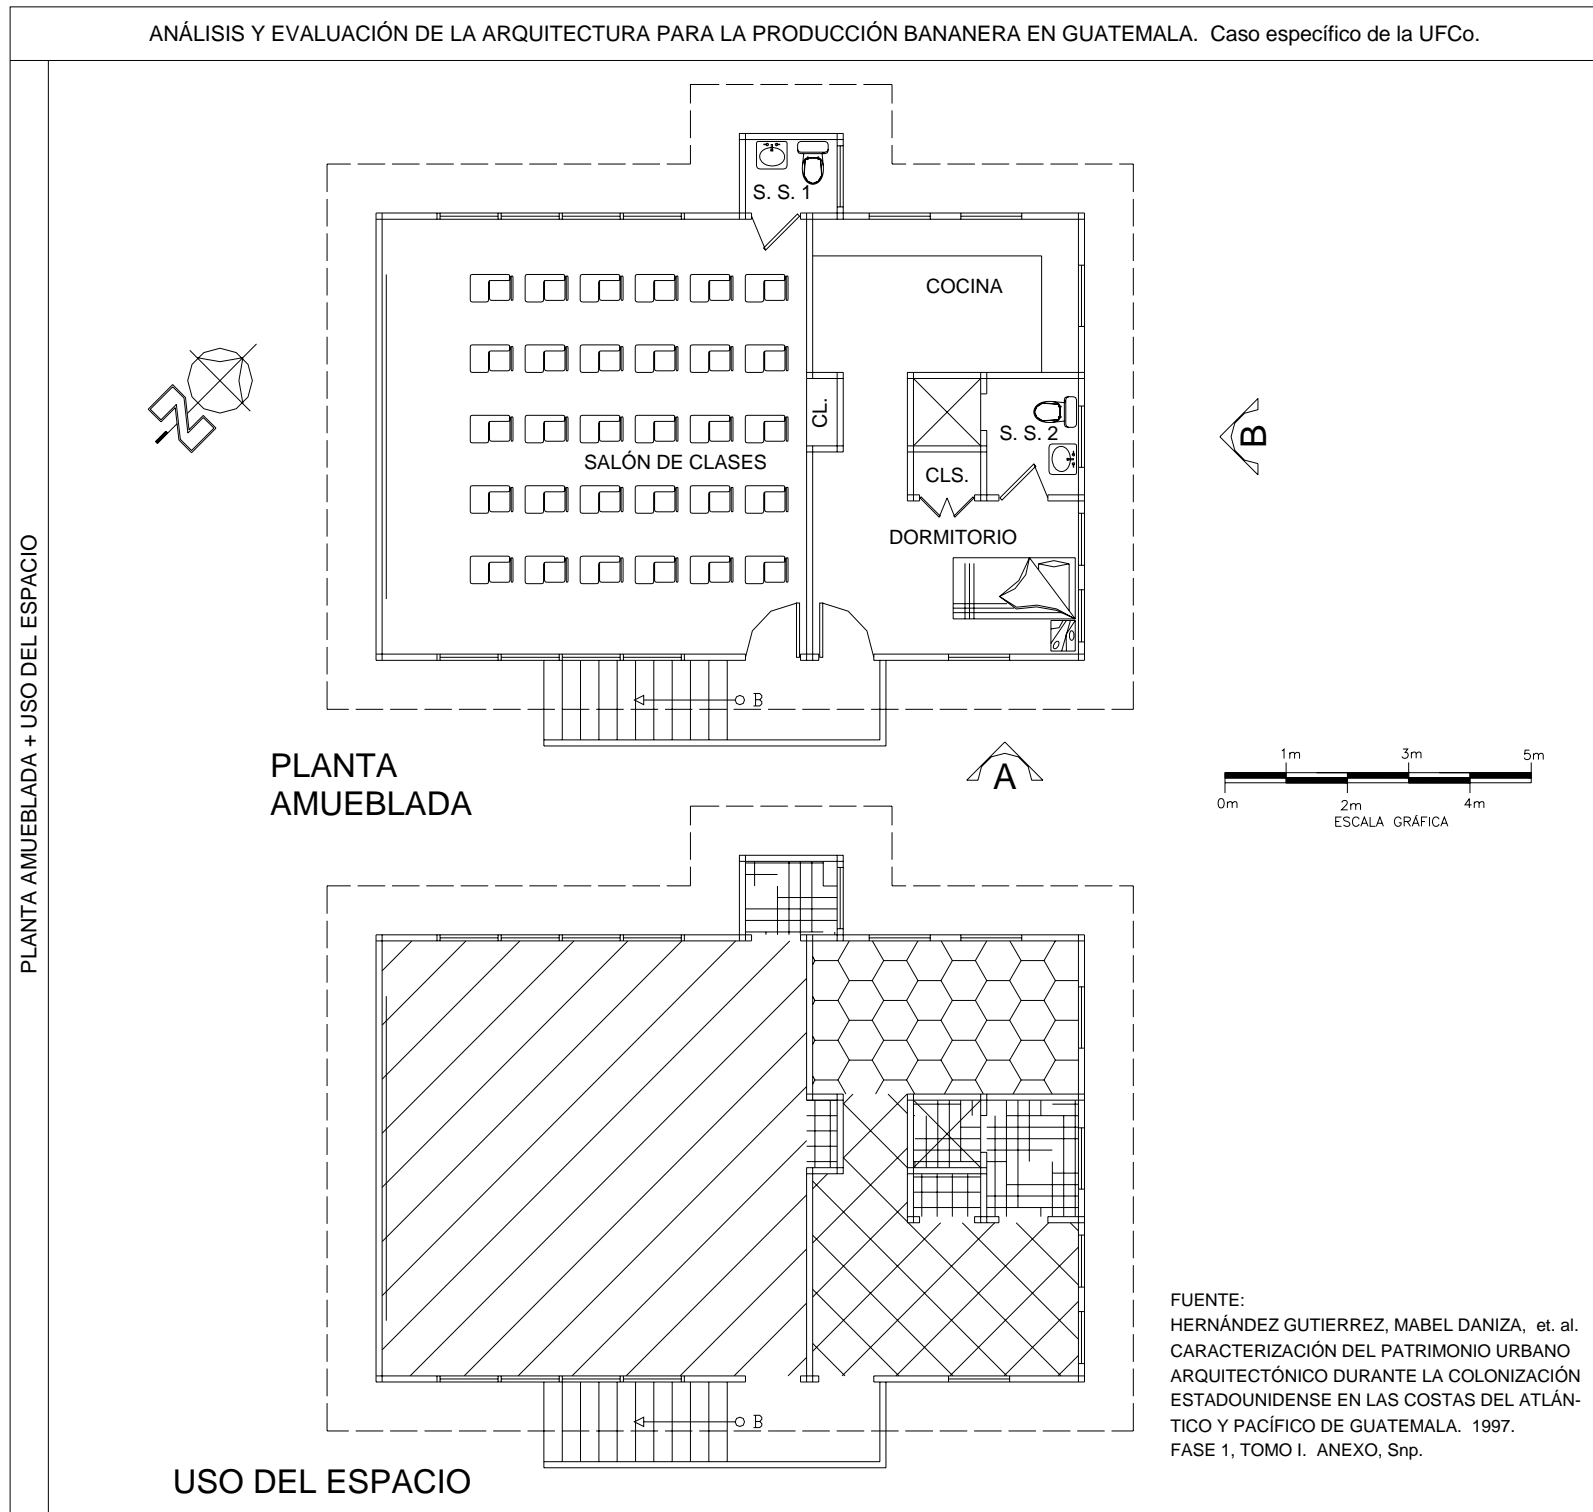 ANÁLISIS Y EVALUACIÓN DE LA ARQUITECTURA PARA LA PRODUCCIÓN BANANERA EN GUATEMALA. Caso específico de la UFCo.
PLANTA AMUEBLADA + USO DEL ESPACIO
S. S. 1
COCINA
CL.
S. S. 2
SALÓN DE CLASES
CLS.
DORMITORIO
N
B
B
PLANTA
AMUEBLADA
A
1m 3m 5m
0m 2m 4m
ESCALA GRÁFICA
B
USO DEL ESPACIO
FUENTE:
HERNÁNDEZ GUTIERREZ, MABEL DANIZA, et. al.
CARACTERIZACIÓN DEL PATRIMONIO URBANO
ARQUITECTÓNICO DURANTE LA COLONIZACIÓN
ESTADOUNIDENSE EN LAS COSTAS DEL ATLÁN-
TICO Y PACÍFICO DE GUATEMALA. 1997.
FASE 1, TOMO I. ANEXO, Snp.